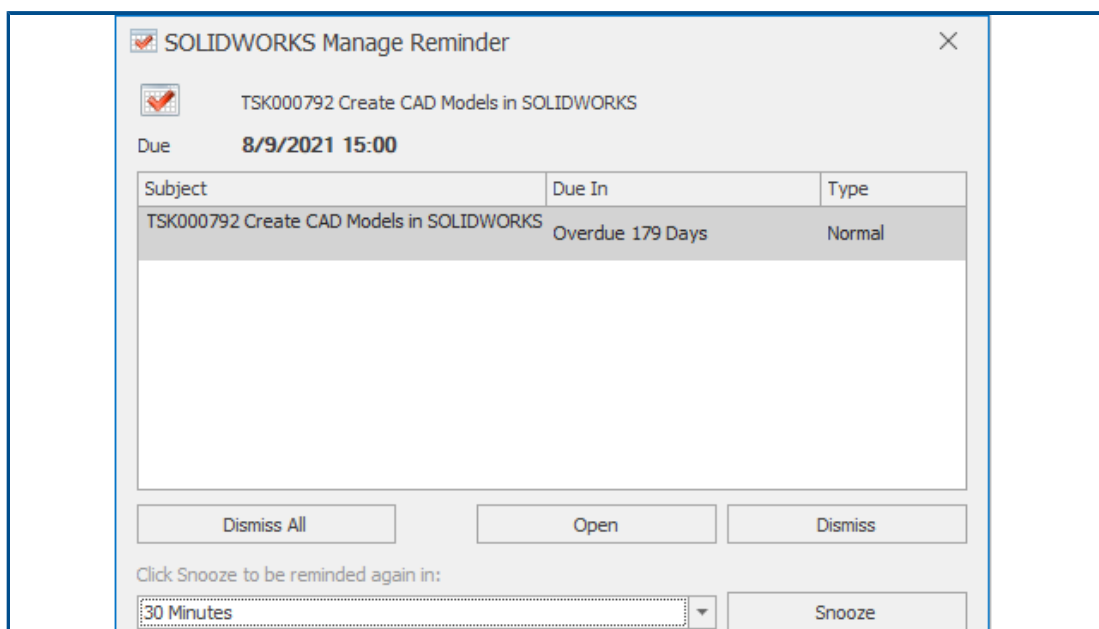 SOLIDWORKS Manage Reminder
TSK000792 Create CAD Models in SOLIDWORKS
Due 8/9/2021 15:00
Subject Due In Type
TSK000792 Create CAD Models in SOLIDWORKS Overdue 179 Days Normal
Dismiss All Open Dismiss
Click Snooze to be reminded again in:
30 Minutes Snooze